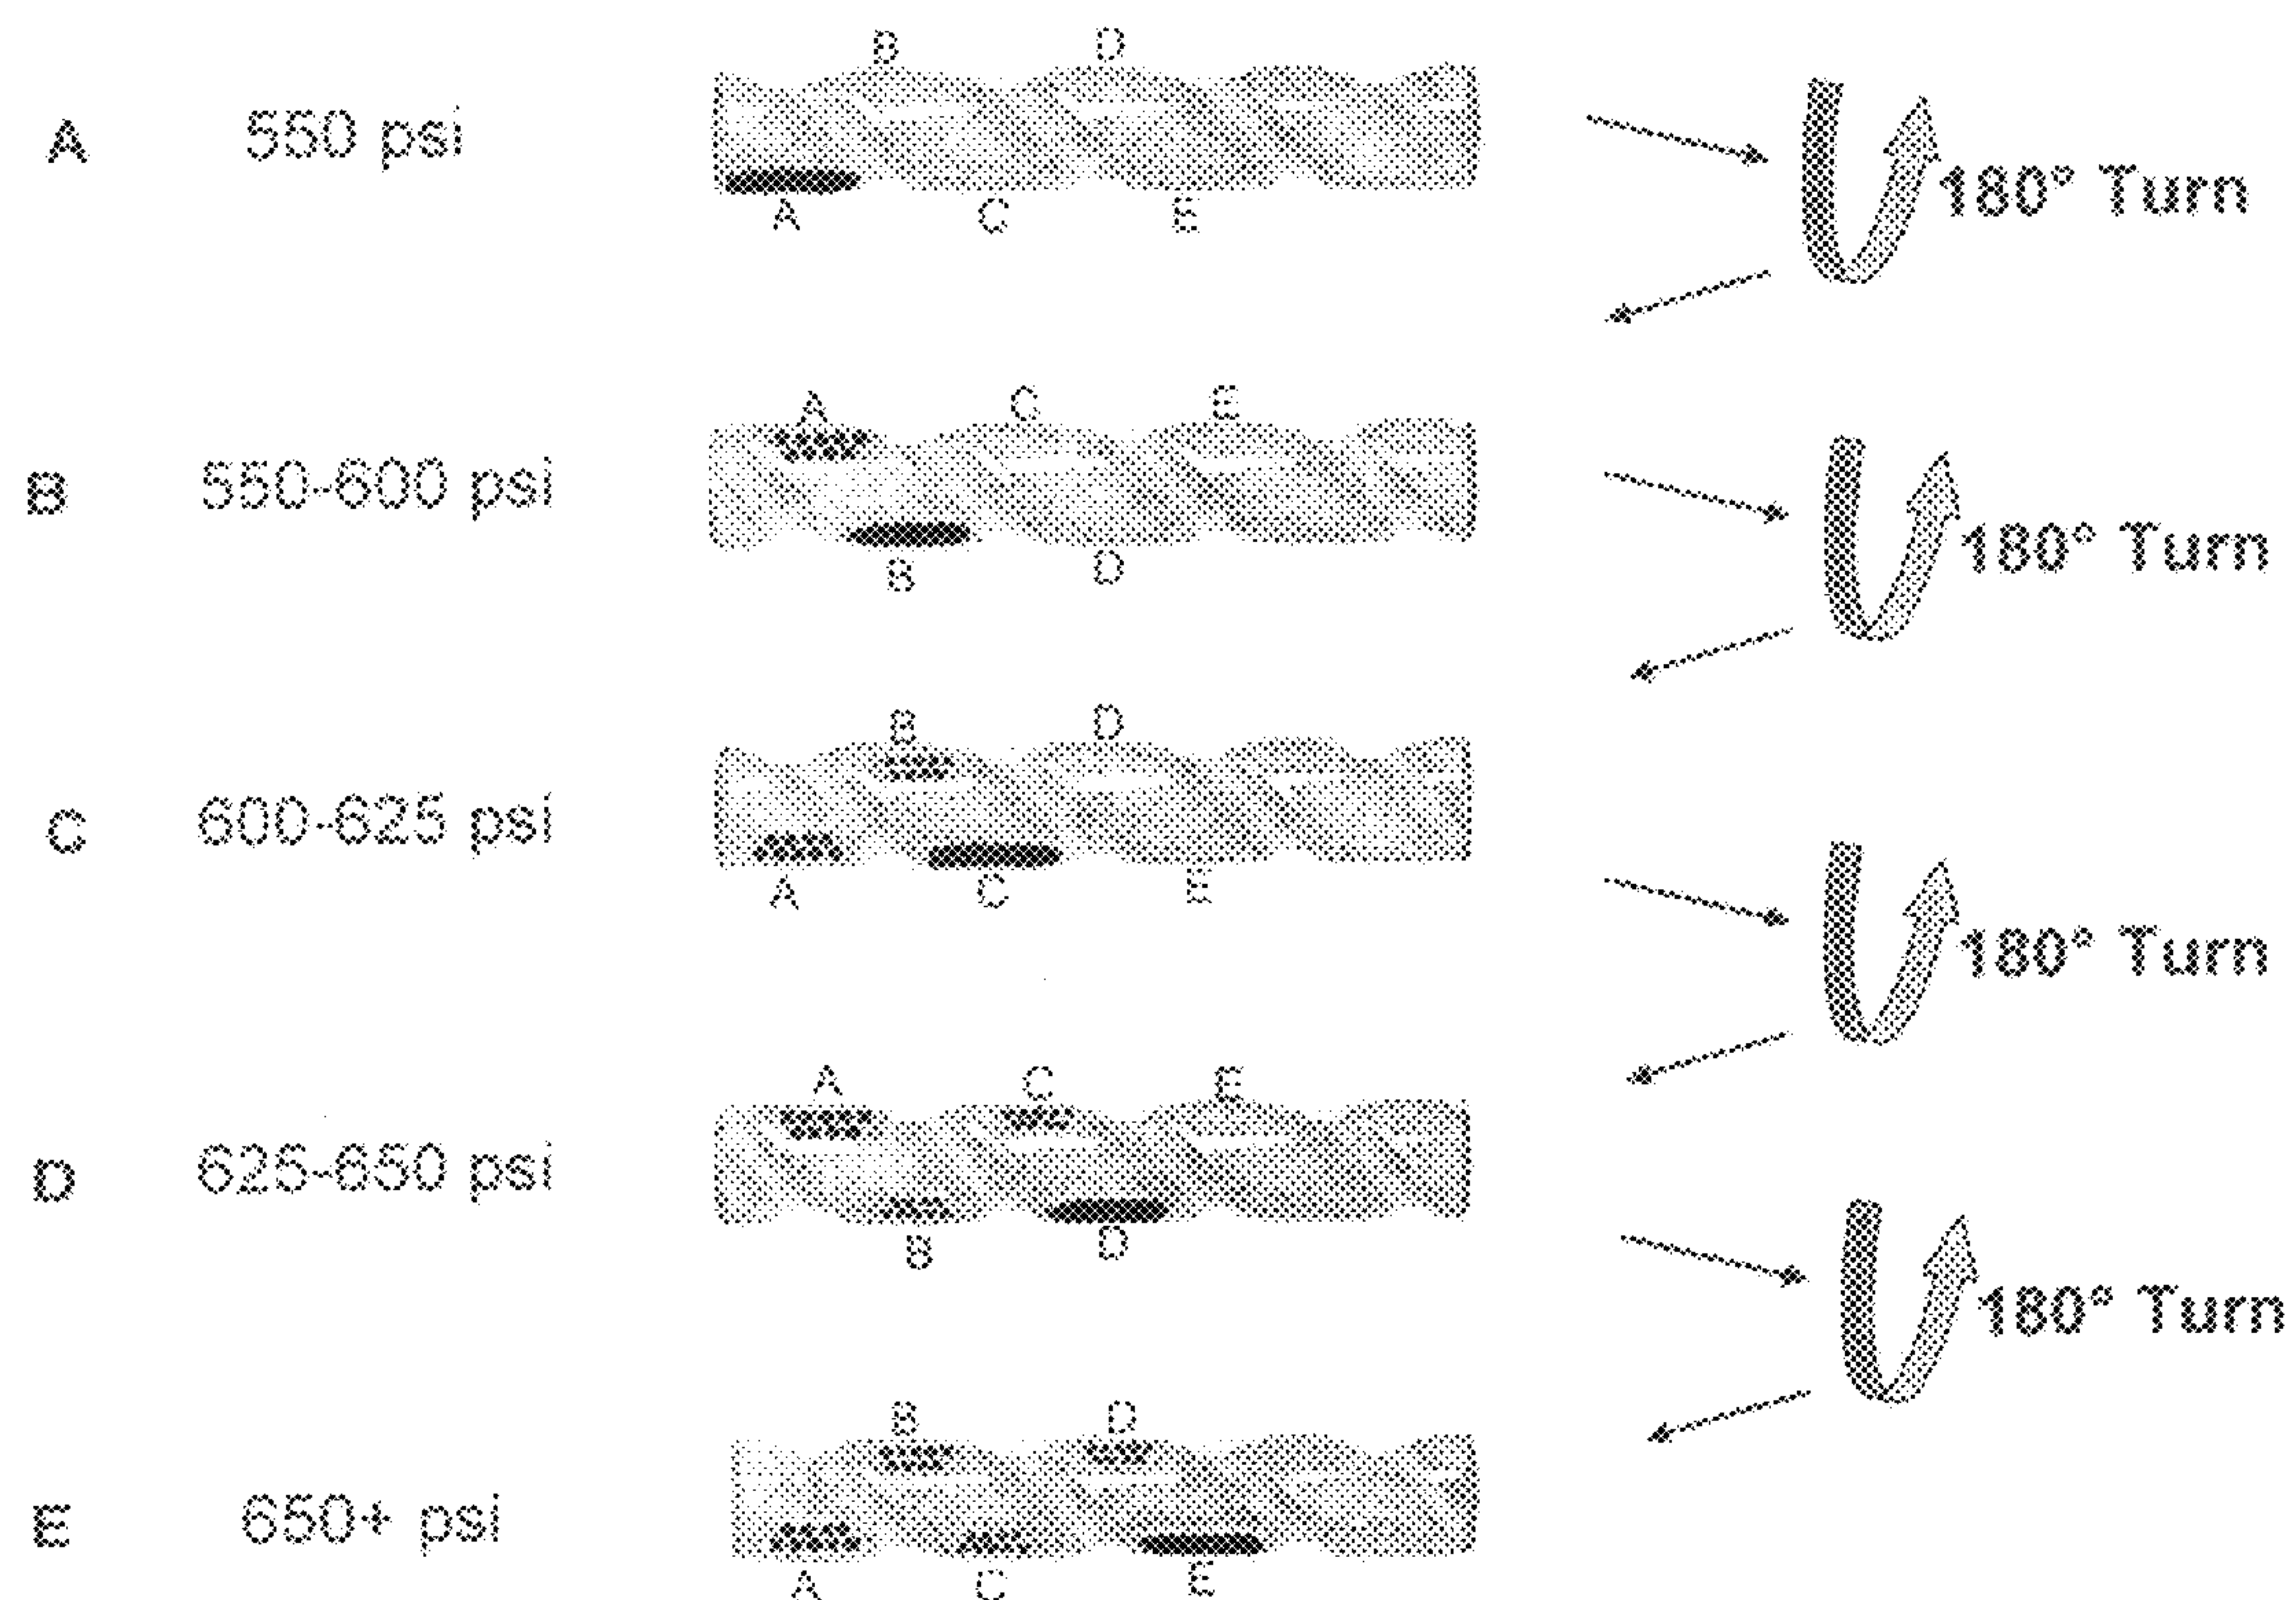 B D
A 550 psi
A C E
180° Turn
A C E
B 550-600 psi
B D
180° Turn
B D
C 600-625 psi
A C E
180° Turn
A C E
D 625-650 psi
B D
180° Turn
B D
E 650+ psi
A C E